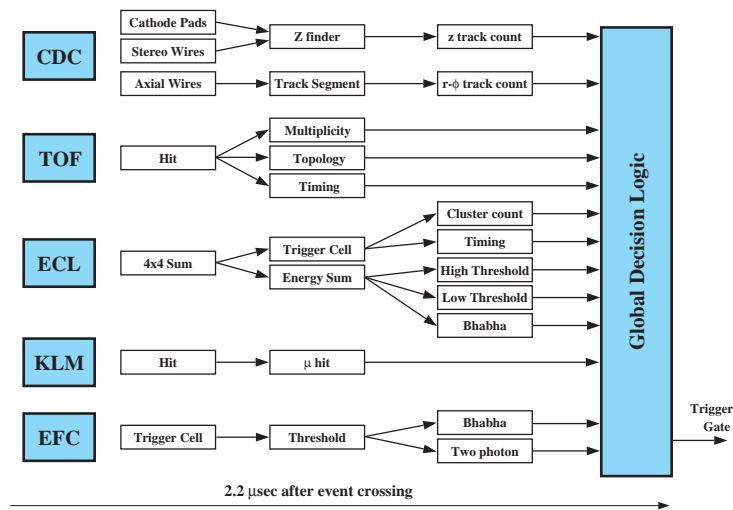 CDC
Cathode Pads
Stereo Wires
Z finder
z track count
Axial Wires
Track Segment
r-ϕ track count
TOF
Hit
Multiplicity
Topology
Timing
ECL
4x4 Sum
Trigger Cell
Energy Sum
Cluster count
Timing
High Threshold
Low Threshold
Bhabha
KLM
Hit
μ hit
EFC
Trigger Cell
Threshold
Bhabha
Two photon
Global Decision Logic
Trigger
Gate
2.2 μsec after event crossing